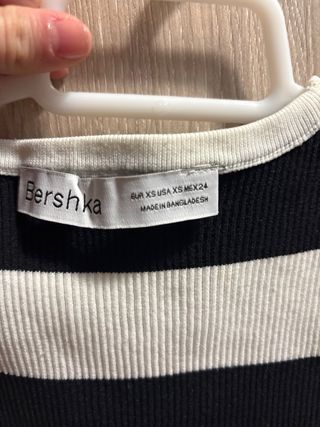 Bershka
EUR XS USA XS MEX 24
MADE IN BANGLADESH